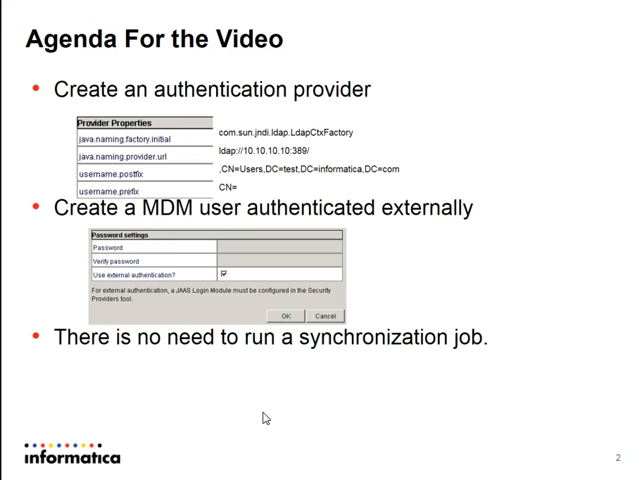 Agenda For the Video
• Create an authentication provider
Provider Properties
java.naming.factory.initial com.sun.jndi.ldap.LdapCtxFactory
java.naming.provider.url ldap://10.10.10.10:389/
username.postfix ,CN=Users,DC=test,DC=informatica,DC=com
username.prefix CN=
• Create a MDM user authenticated externally
Password settings
Password
Verify password
Use external authentication?
For external authentication, a JAAS Login Module must be configured in the Security
Providers tool.
OK Cancel
• There is no need to run a synchronization job.
informatica
2